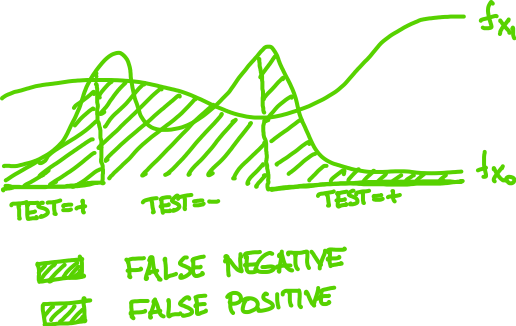 fX1
fX0
TEST=+ TEST=- TEST=+
FALSE NEGATIVE
FALSE POSITIVE